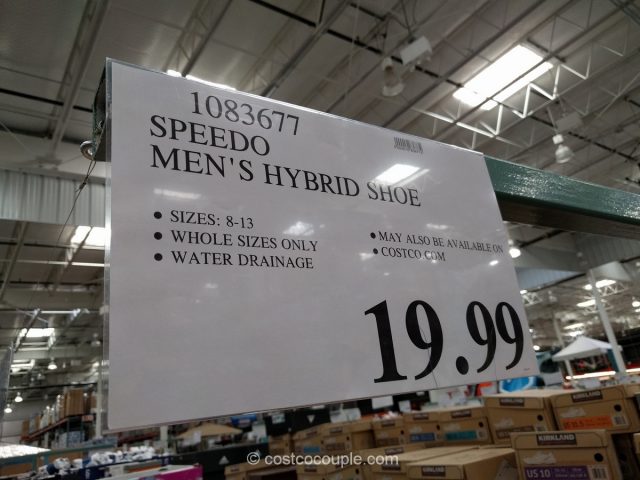 1083677
SPEEDO
MEN'S HYBRID SHOE
• SIZES: 8-13
• WHOLE SIZES ONLY
• WATER DRAINAGE
• MAY ALSO BE AVAILABLE ON
• COSTCO.COM
19.99
KIRKLAND
KIRKLAND
KIRKLAND
US 10
© costcocouple.com